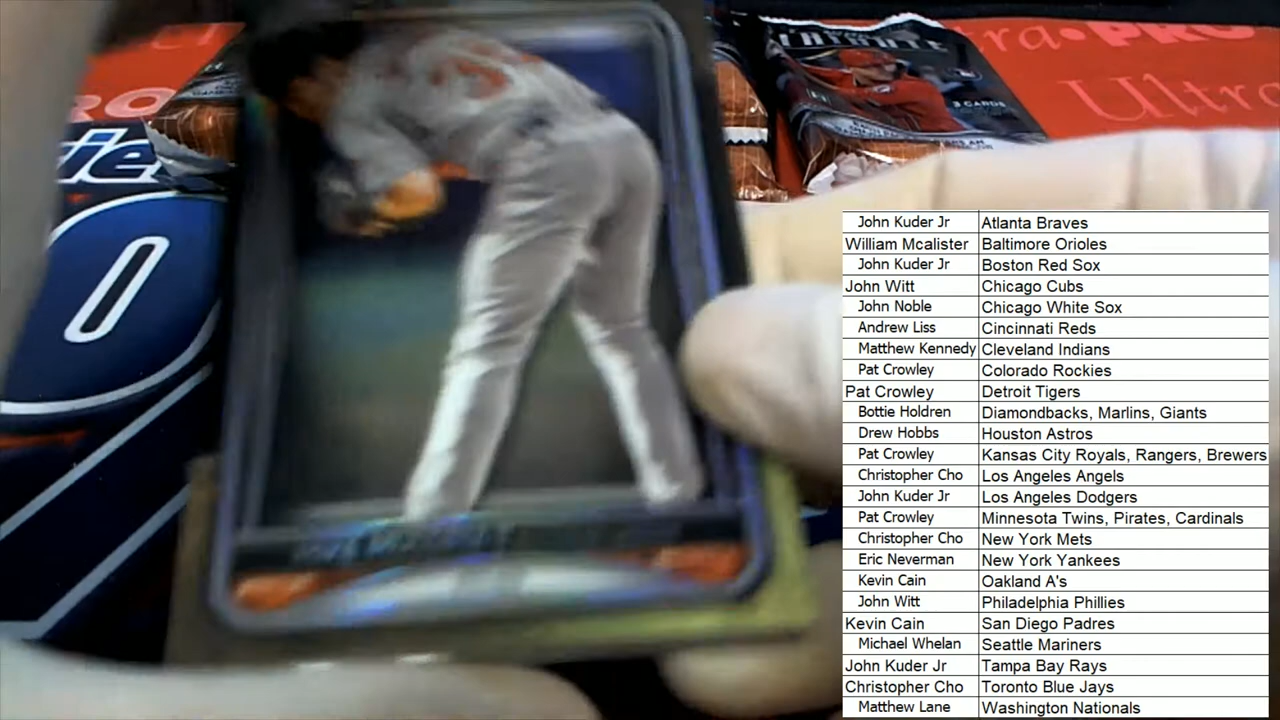 TRIBUTE
3 CARDS
Ultra•PRO
Ultra
RO
ie
0
John Kuder Jr Atlanta Braves
William Mcalister Baltimore Orioles
John Kuder Jr Boston Red Sox
John Witt Chicago Cubs
John Noble Chicago White Sox
Andrew Liss Cincinnati Reds
Matthew Kennedy Cleveland Indians
Pat Crowley Colorado Rockies
Pat Crowley Detroit Tigers
Bottie Holdren Diamondbacks, Marlins, Giants
Drew Hobbs Houston Astros
Pat Crowley Kansas City Royals, Rangers, Brewers
Christopher Cho Los Angeles Angels
John Kuder Jr Los Angeles Dodgers
Pat Crowley Minnesota Twins, Pirates, Cardinals
Christopher Cho New York Mets
Eric Neverman New York Yankees
Kevin Cain Oakland A's
John Witt Philadelphia Phillies
Kevin Cain San Diego Padres
Michael Whelan Seattle Mariners
John Kuder Jr Tampa Bay Rays
Christopher Cho Toronto Blue Jays
Matthew Lane Washington Nationals